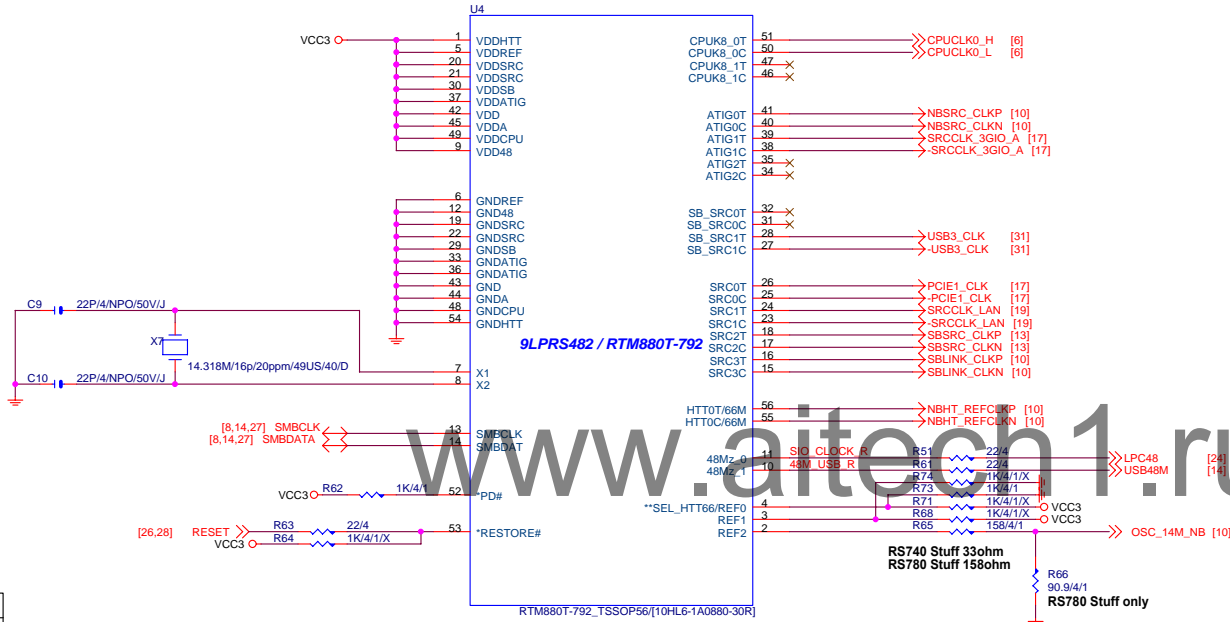 U4
VCC3
1 VDDHTT
5 VDDREF
20 VDDSRC
21 VDDSRC
30 VDDSB
37 VDDATIG
42 VDD
45 VDDA
49 VDDCPU
9 VDD48
6 GNDREF
12 GND48
19 GNDSRC
22 GNDSRC
29 GNDSB
33 GNDATIG
36 GNDATIG
43 GND
44 GNDA
48 GNDCPU
54 GNDHTT
C9 22P/4/NPO/50V/J
X7
14.318M/16p/20ppm/49US/40/D
C10 22P/4/NPO/50V/J
7 X1
8 X2
[8,14,27] SMBCLK 13 SMBCLK
[8,14,27] SMBDATA 14 SMBDAT
VCC3 R62 1K/4/1 52 *PD#
[26,28] RESET R63 22/4 53 *RESTORE#
VCC3 R64 1K/4/1/X
9LPRS482 / RTM880T-792
CPUK8_0T 51 CPUCLK0_H [6]
CPUK8_0C 50 CPUCLK0_L [6]
CPUK8_1T 47
CPUK8_1C 46
ATIG0T 41 NBSRC_CLKP [10]
ATIG0C 40 NBSRC_CLKN [10]
ATIG1T 39 SRCCLK_3GIO_A [17]
ATIG1C 38 -SRCCLK_3GIO_A [17]
ATIG2T 35
ATIG2C 34
SB_SRC0T 32
SB_SRC0C 31
SB_SRC1T 28 USB3_CLK [31]
SB_SRC1C 27 -USB3_CLK [31]
SRC0T 26 PCIE1_CLK [17]
SRC0C 25 -PCIE1_CLK [17]
SRC1T 24 SRCCLK_LAN [19]
SRC1C 23 -SRCCLK_LAN [19]
SRC2T 18 SBSRC_CLKP [13]
SRC2C 17 SBSRC_CLKN [13]
SRC3T 16 SBLINK_CLKP [10]
SRC3C 15 SBLINK_CLKN [10]
HTT0T/66M 56 NBHT_REFCLKP [10]
HTT0C/66M 55 NBHT_REFCLKN [10]
48Mz_0 11 SIO_CLOCK_R R51 22/4 LPC48 [24]
48Mz_1 10 48M_USB_R R61 22/4 USB48M [14]
R74 1K/4/1/X
R73 1K/4/1
**SEL_HTT66/REF0 4 R71 1K/4/1/X VCC3
REF1 3 R68 1K/4/1/X VCC3
REF2 2 R65 158/4/1 OSC_14M_NB [10]
RS740 Stuff 33ohm
RS780 Stuff 158ohm
R66
90.9/4/1
RS780 Stuff only
RTM880T-792_TSSOP56/[10HL6-1A0880-30R]
www.aitech1.ru